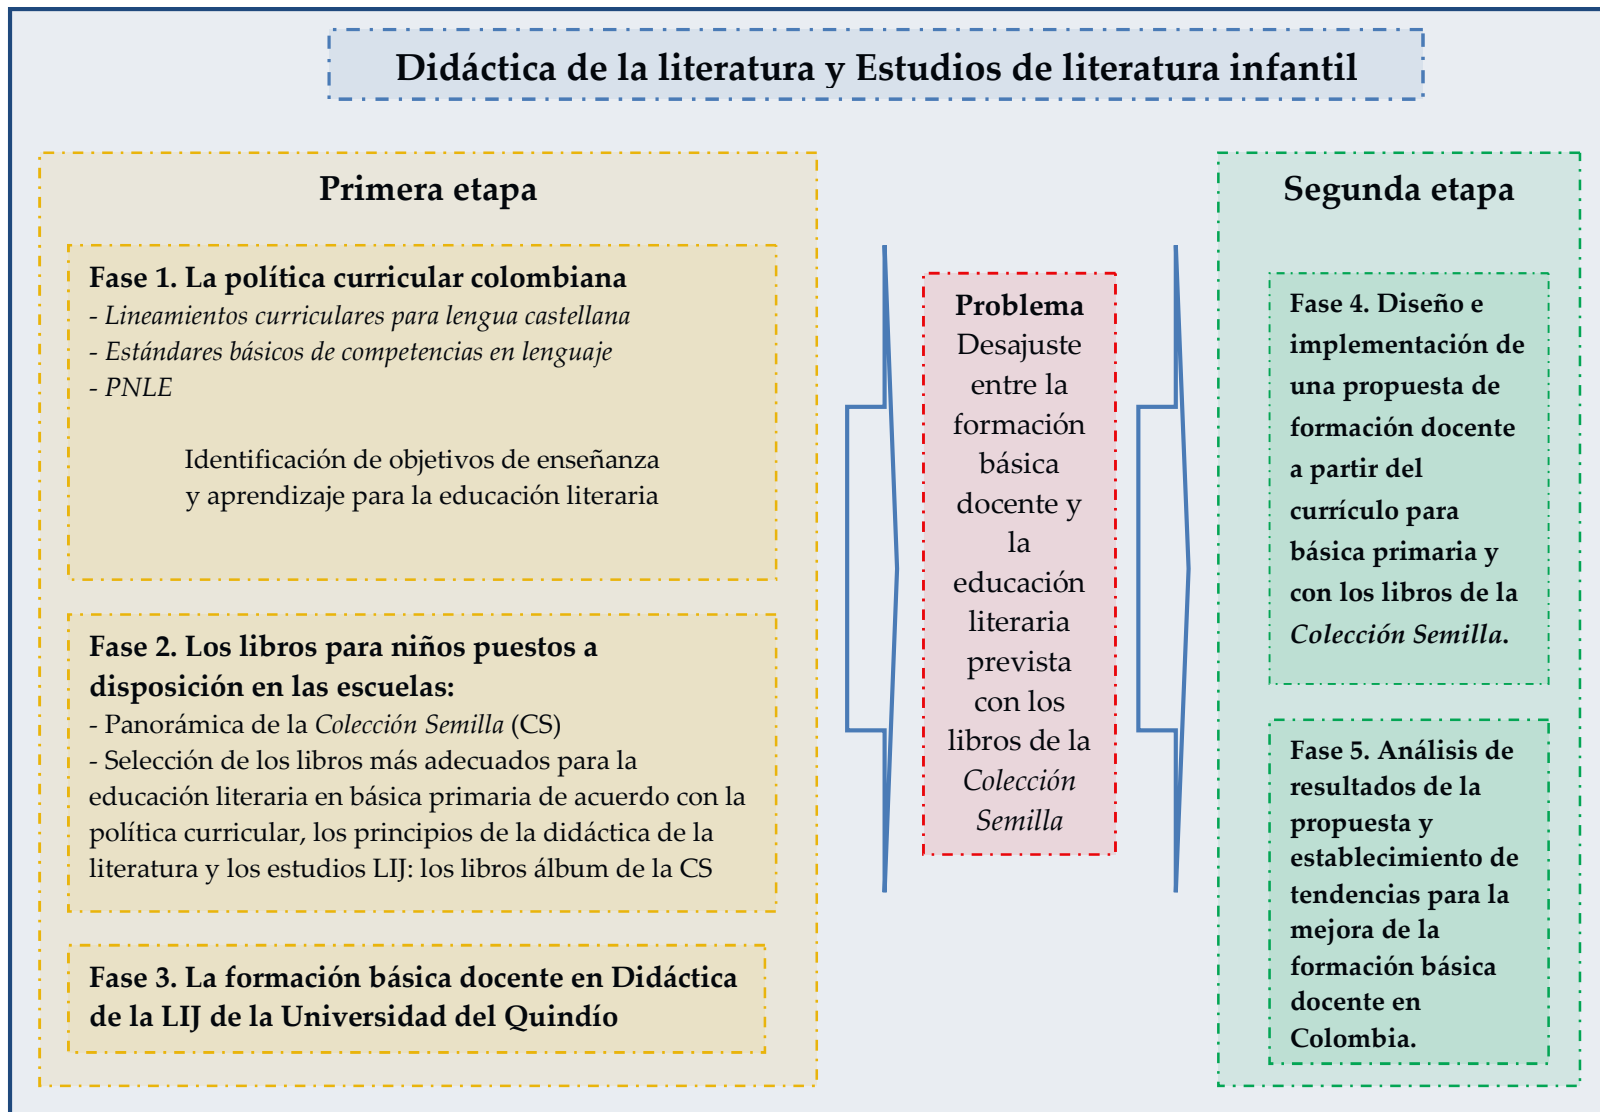 Didáctica de la literatura y Estudios de literatura infantil
Primera etapa
Fase 1. La política curricular colombiana
- Lineamientos curriculares para lengua castellana
- Estándares básicos de competencias en lenguaje
- PNLE
Identificación de objetivos de enseñanza
y aprendizaje para la educación literaria
Fase 2. Los libros para niños puestos a
disposición en las escuelas:
- Panorámica de la Colección Semilla (CS)
- Selección de los libros más adecuados para la
educación literaria en básica primaria de acuerdo con la
política curricular, los principios de la didáctica de la
literatura y los estudios LIJ: los libros álbum de la CS
Fase 3. La formación básica docente en Didáctica
de la LIJ de la Universidad del Quindío
Problema
Desajuste
entre la
formación
básica
docente y
la
educación
literaria
prevista
con los
libros de la
Colección
Semilla
Segunda etapa
Fase 4. Diseño e
implementación de
una propuesta de
formación docente
a partir del
currículo para
básica primaria y
con los libros de la
Colección Semilla.
Fase 5. Análisis de
resultados de la
propuesta y
establecimiento de
tendencias para la
mejora de la
formación básica
docente en
Colombia.